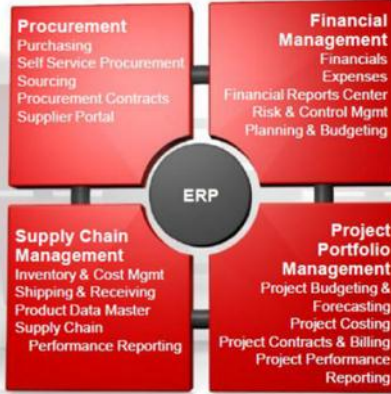 Procurement
Purchasing
Self Service Procurement
Sourcing
Procurement Contracts
Supplier Portal
Financial
Management
Financials
Expenses
Financial Reports Center
Risk & Control Mgmt
Planning & Budgeting
ERP
Supply Chain
Management
Inventory & Cost Mgmt
Shipping & Receiving
Product Data Master
Supply Chain
Performance Reporting
Project
Portfolio
Management
Project Budgeting &
Forecasting
Project Costing
Project Contracts & Billing
Project Performance
Reporting